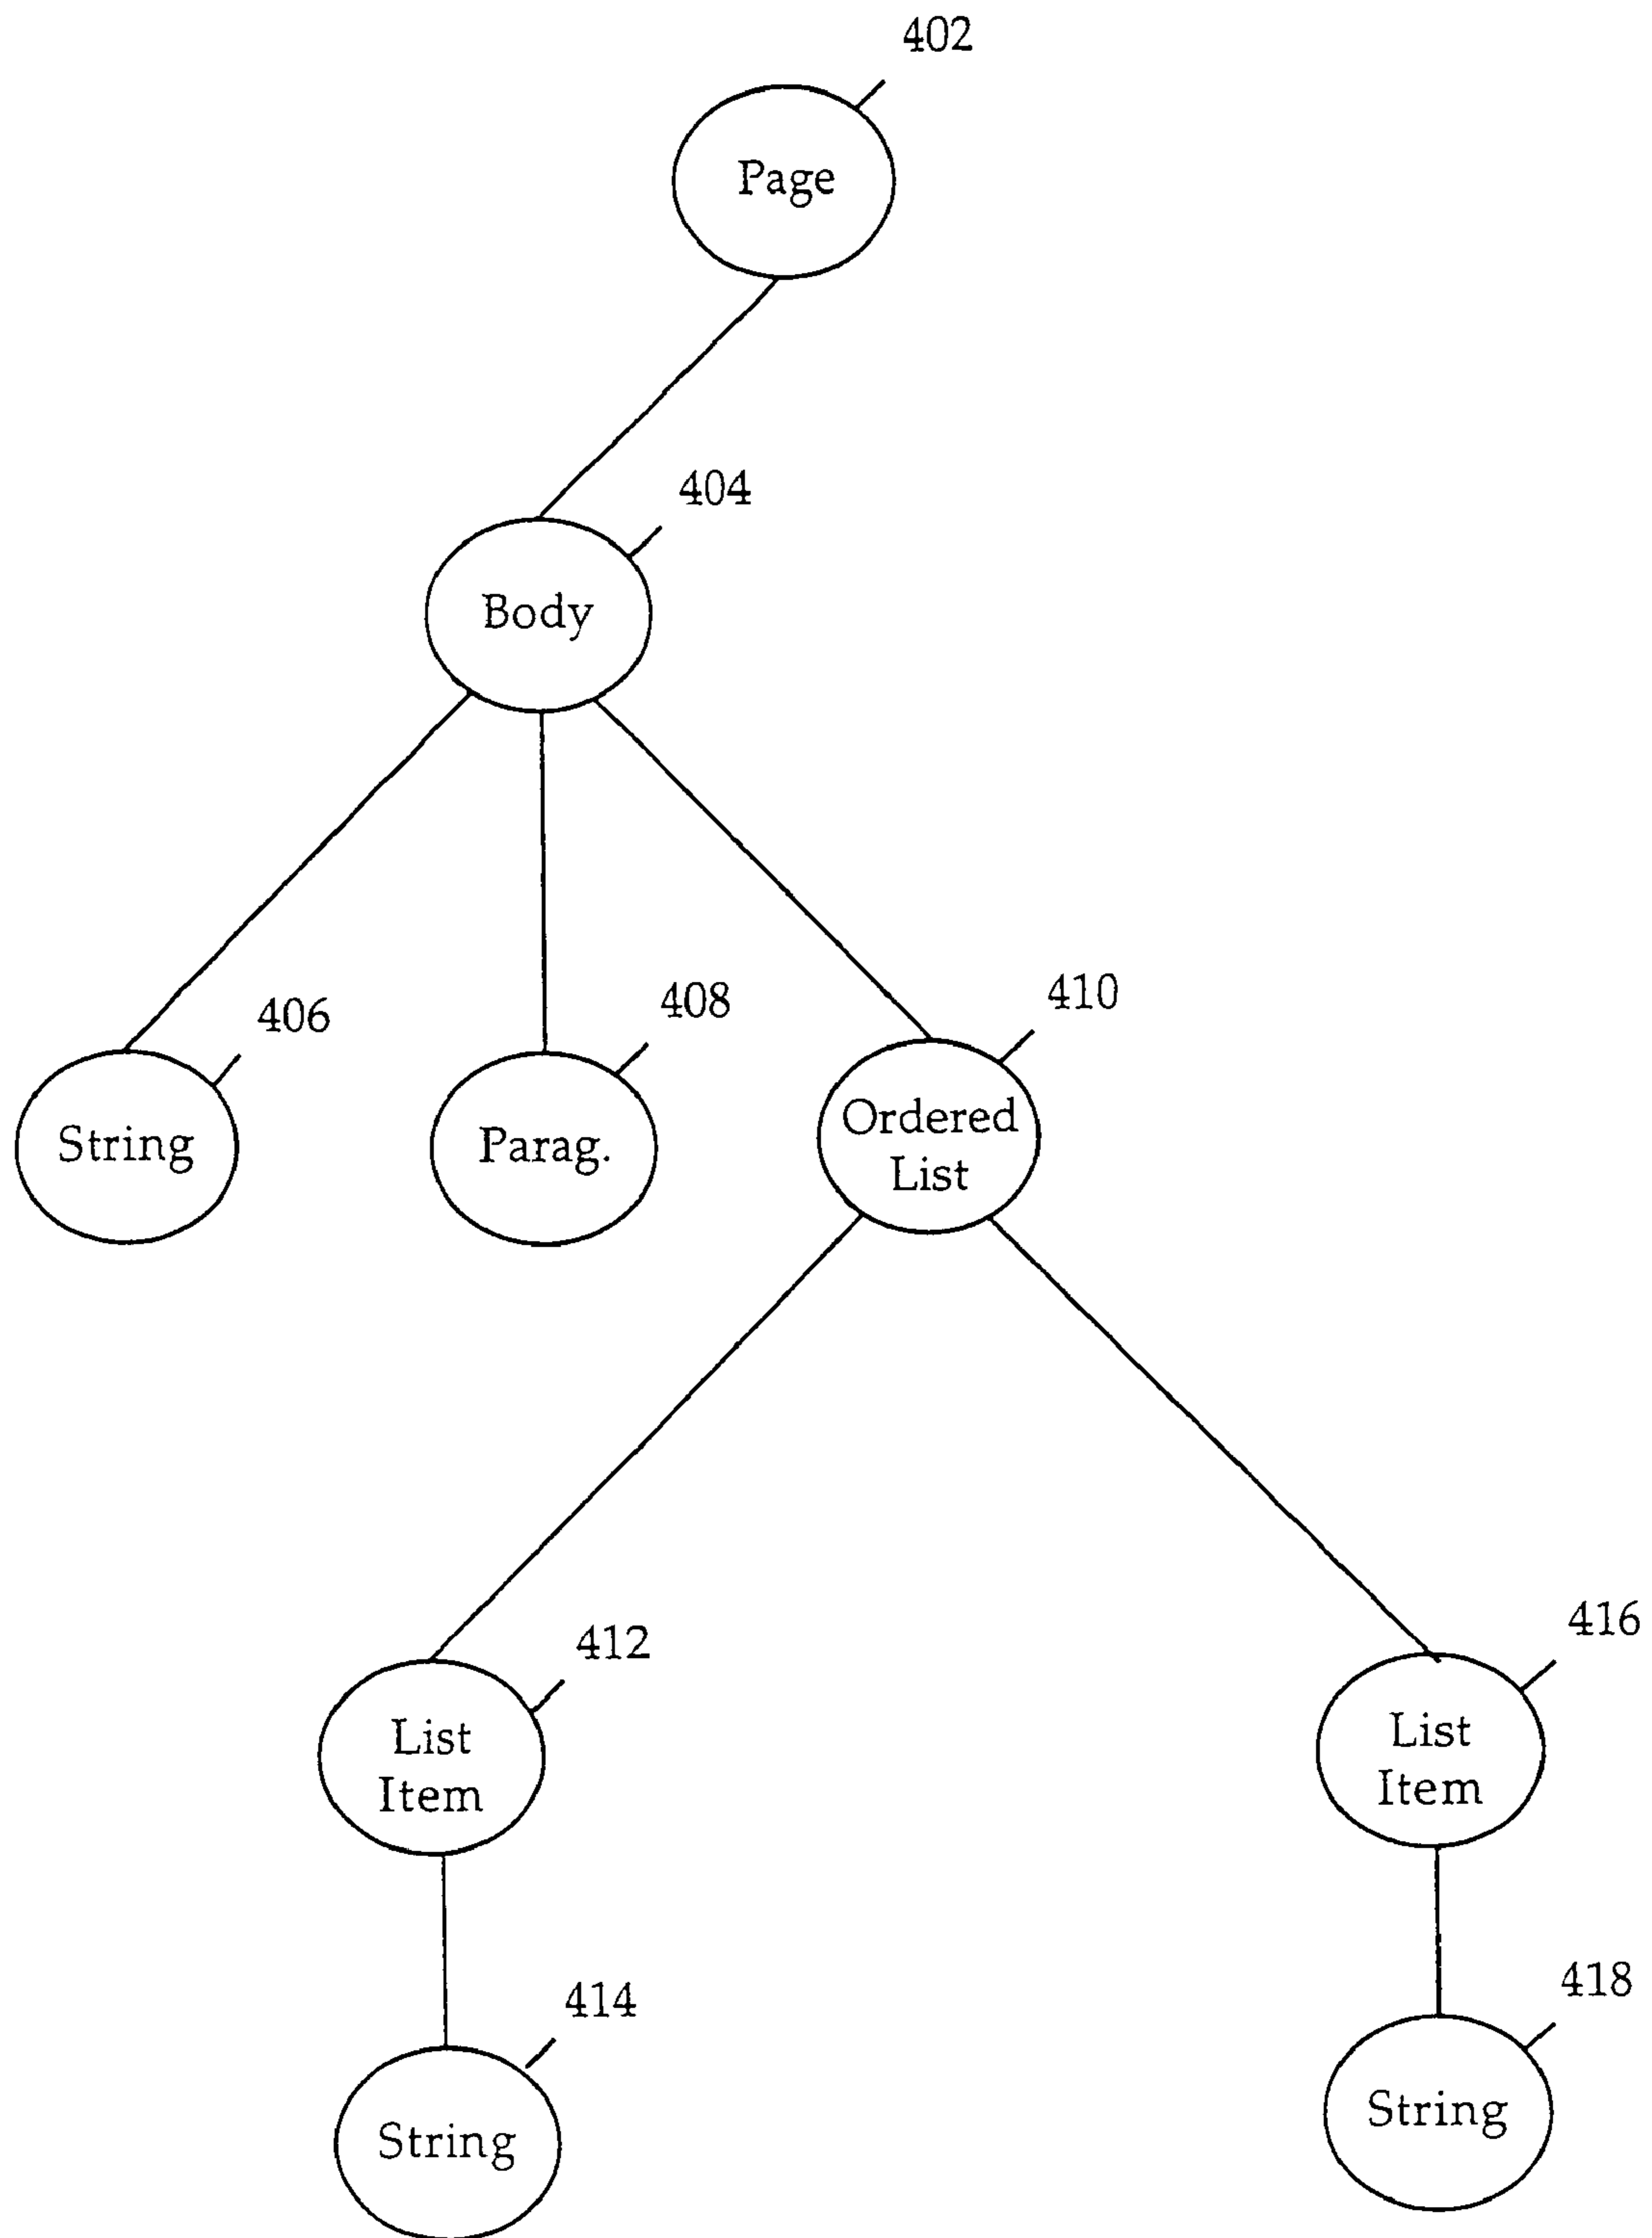 402
Page
404
Body
406
408
410
String
Parag.
Ordered
List
412
416
List
Item
List
Item
414
418
String
String